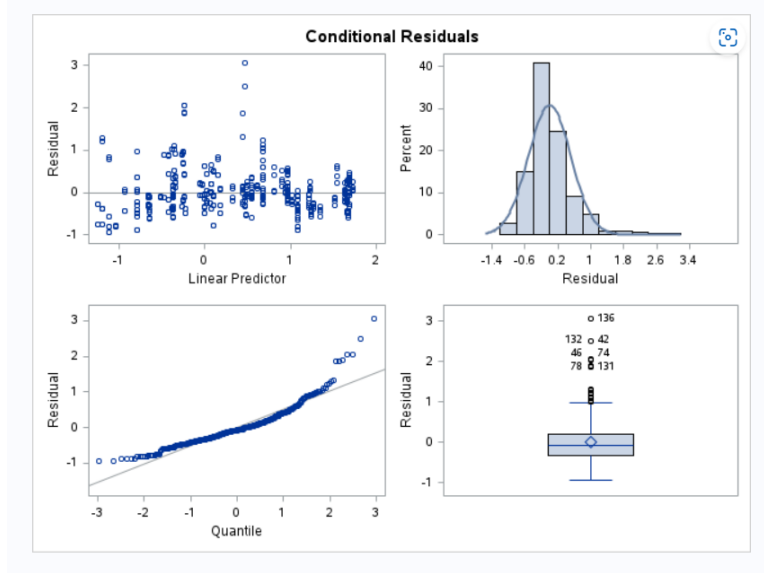 Conditional Residuals
3
2
1
0
-1
Residual
-1
0
1
2
Linear Predictor
40
30
20
10
0
Percent
-1.4 -0.6 0.2 1 1.8 2.6 3.4
Residual
3
2
1
0
-1
Residual
-3 -2 -1 0 1 2 3
Quantile
3
2
1
0
-1
Residual
136
132 42
46 74
78 131